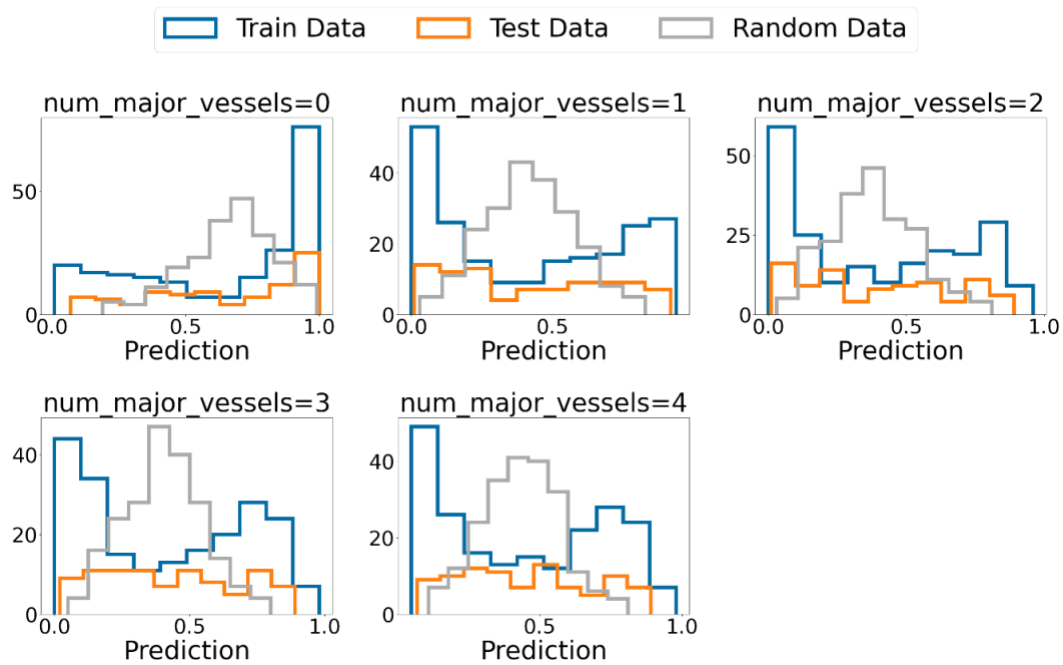 Train Data Test Data Random Data
num_major_vessels=0 num_major_vessels=1 num_major_vessels=2
50
0
0.0 0.5 1.0
Prediction
40
20
0
0.5
Prediction
50
25
0
0.0 0.5 1.0
Prediction
num_major_vessels=3 num_major_vessels=4
40
20
0
0.0 0.5 1.0
Prediction
40
20
0
0.5 1.0
Prediction